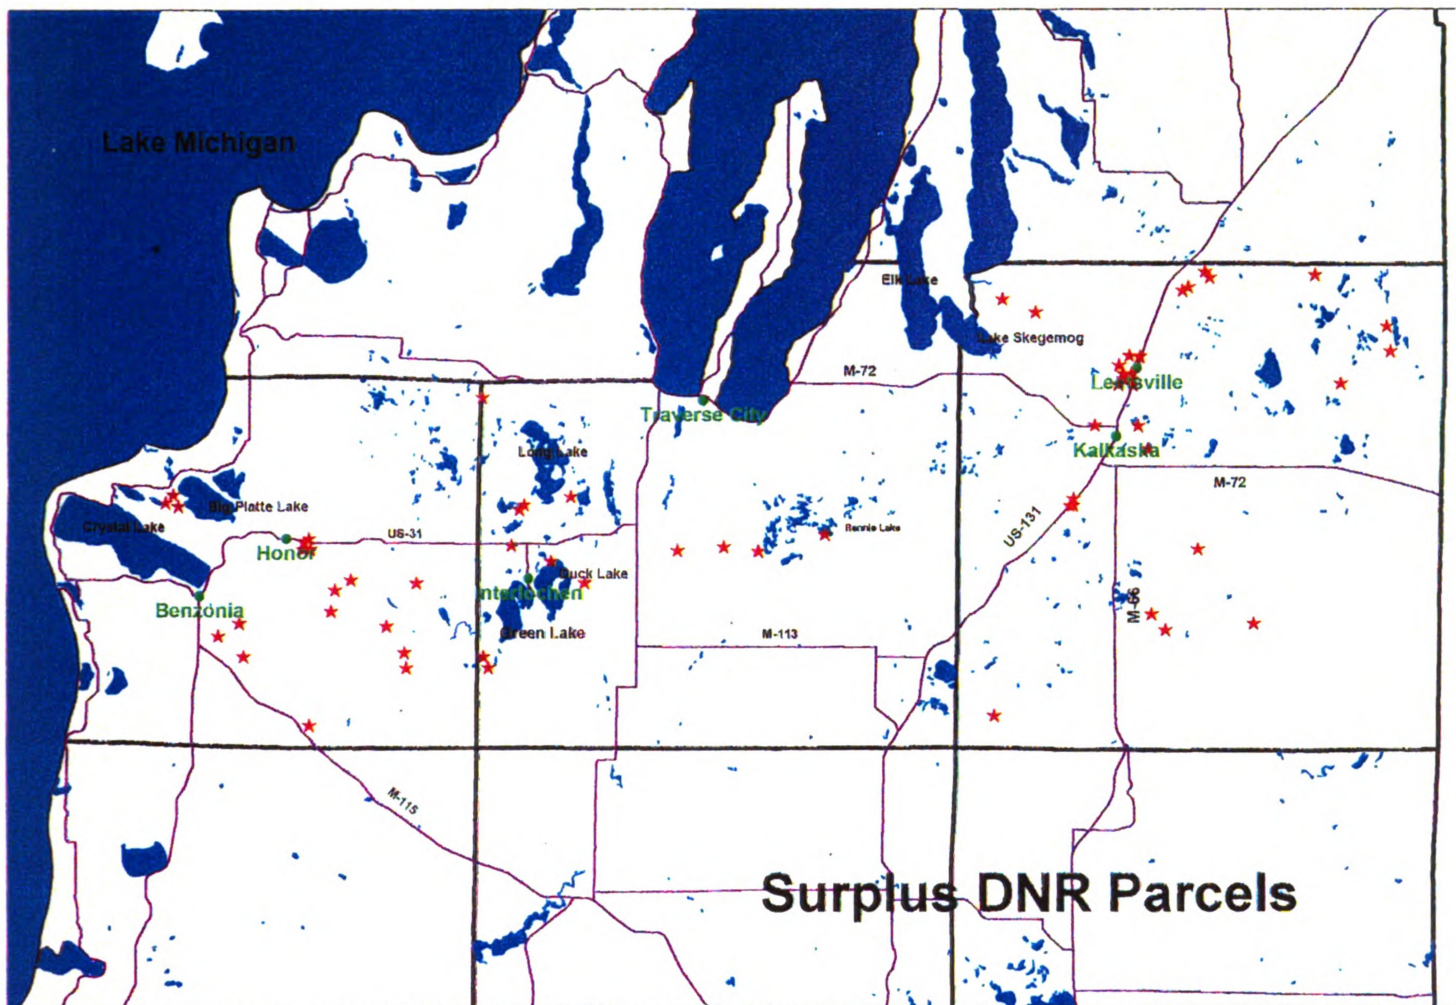 Lake Michigan
Elk Lake
Lake Skegemog
M-72
Traverse City
Kalkaska
Long Lake
M-72
Big Platte Lake
Crystal Lake
US-31
Honor
Rennie Lake
US-131
Duck Lake
Interlochen
Benzonia
M-66
Green Lake
M-113
M-115
Surplus DNR Parcels